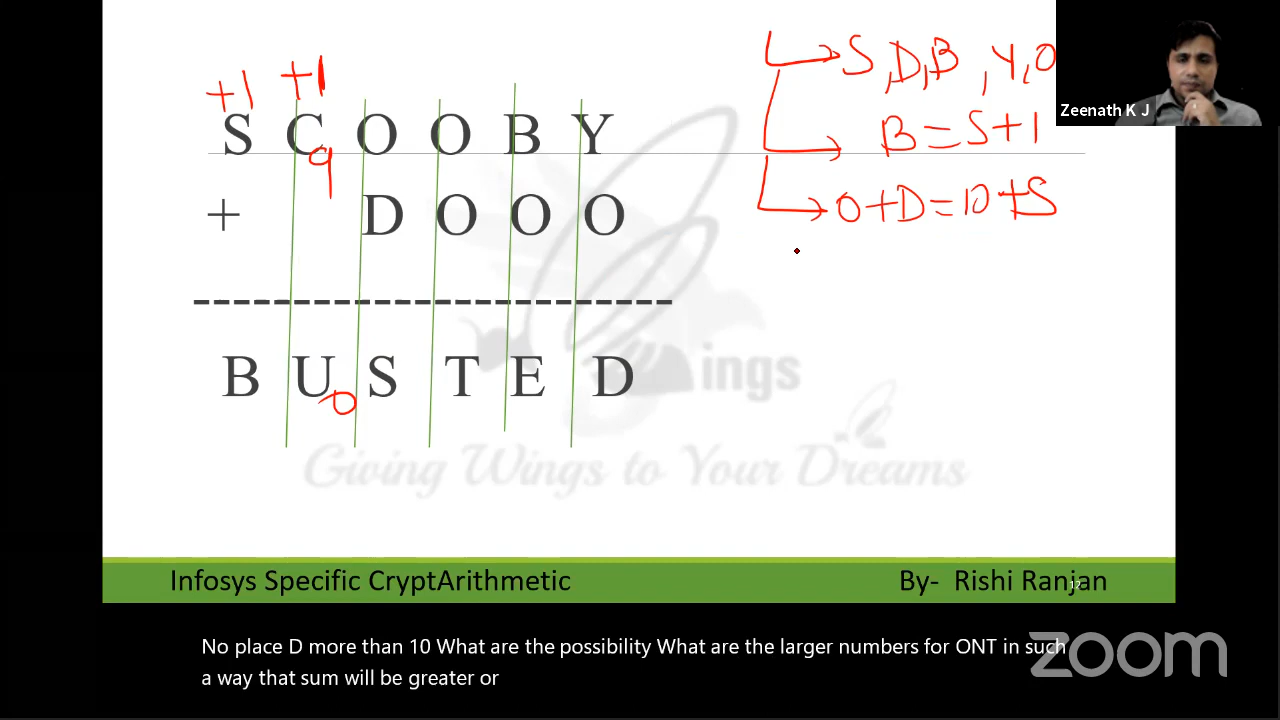 S, D, B, Y, O
Zeenath K J
+1 +1
S C O O B Y
9
B = S+1
+ D O O O
O+D=10+S
------------------------------------
B U S T E D
0
ings
Giving Wings to Your Dreams
Infosys Specific CryptArithmetic By- Rishi Ranjan
12
No place D more than 10 What are the possibility What are the larger numbers for ONT in such
a way that sum will be greater or
zoom